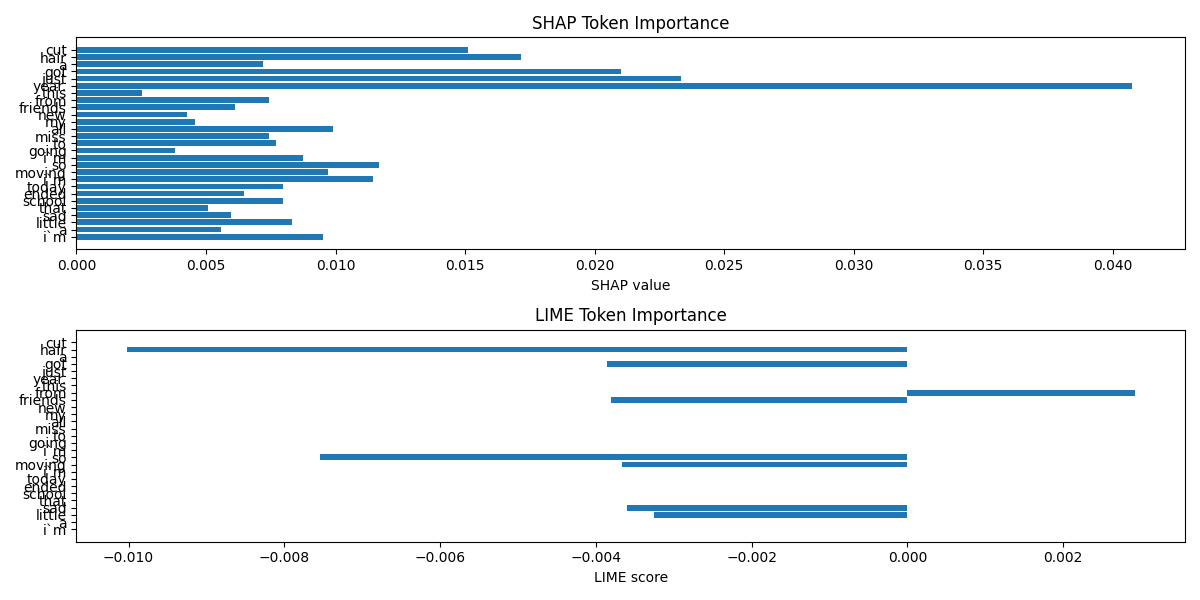 SHAP Token Importance
cut
hair
a
got
just
year.
this
from
friends
new
my
all
miss
to
going
i`m
so
moving
i`m
today
ended
school
that
sad
little
a
i`m
0.000 0.005 0.010 0.015 0.020 0.025 0.030 0.035 0.040
SHAP value
LIME Token Importance
cut
hair
a
got
just
year.
this
from
friends
new
my
all
miss
to
going
i`m
so
moving
i`m
today
ended
school
that
sad
little
a
i`m
−0.010 −0.008 −0.006 −0.004 −0.002 0.000 0.002
LIME score